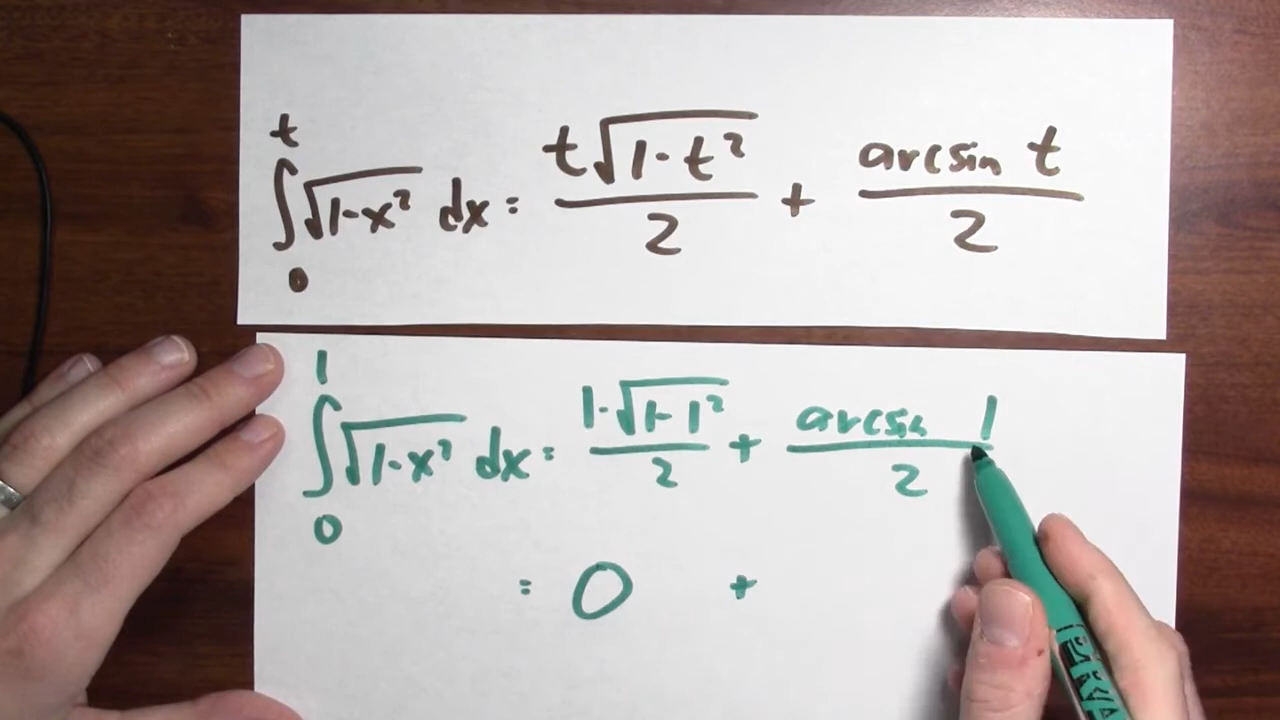 ∫₀ᵗ √(1-x²) dx = t√(1-t²)/2 + arcsin t/2
∫₀¹ √(1-x²) dx = 1·√(1-1²)/2 + arcsin 1/2
= 0 +